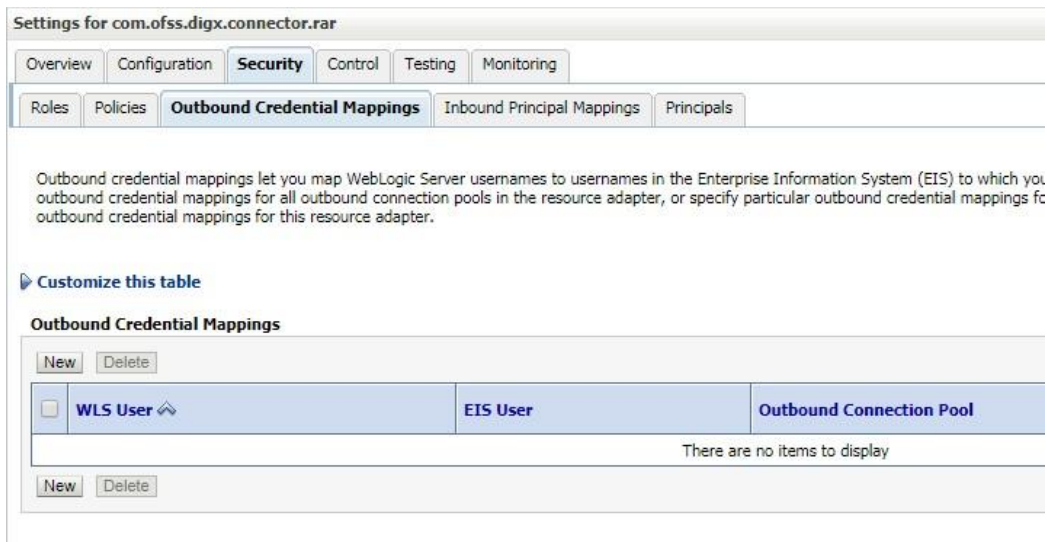 Settings for com.ofss.digx.connector.rar
Overview Configuration Security Control Testing Monitoring
Roles Policies Outbound Credential Mappings Inbound Principal Mappings Principals
Outbound credential mappings let you map WebLogic Server usernames to usernames in the Enterprise Information System (EIS) to which you
outbound credential mappings for all outbound connection pools in the resource adapter, or specify particular outbound credential mappings fo
outbound credential mappings for this resource adapter.
Customize this table
Outbound Credential Mappings
New Delete
WLS User EIS User Outbound Connection Pool
There are no items to display
New Delete